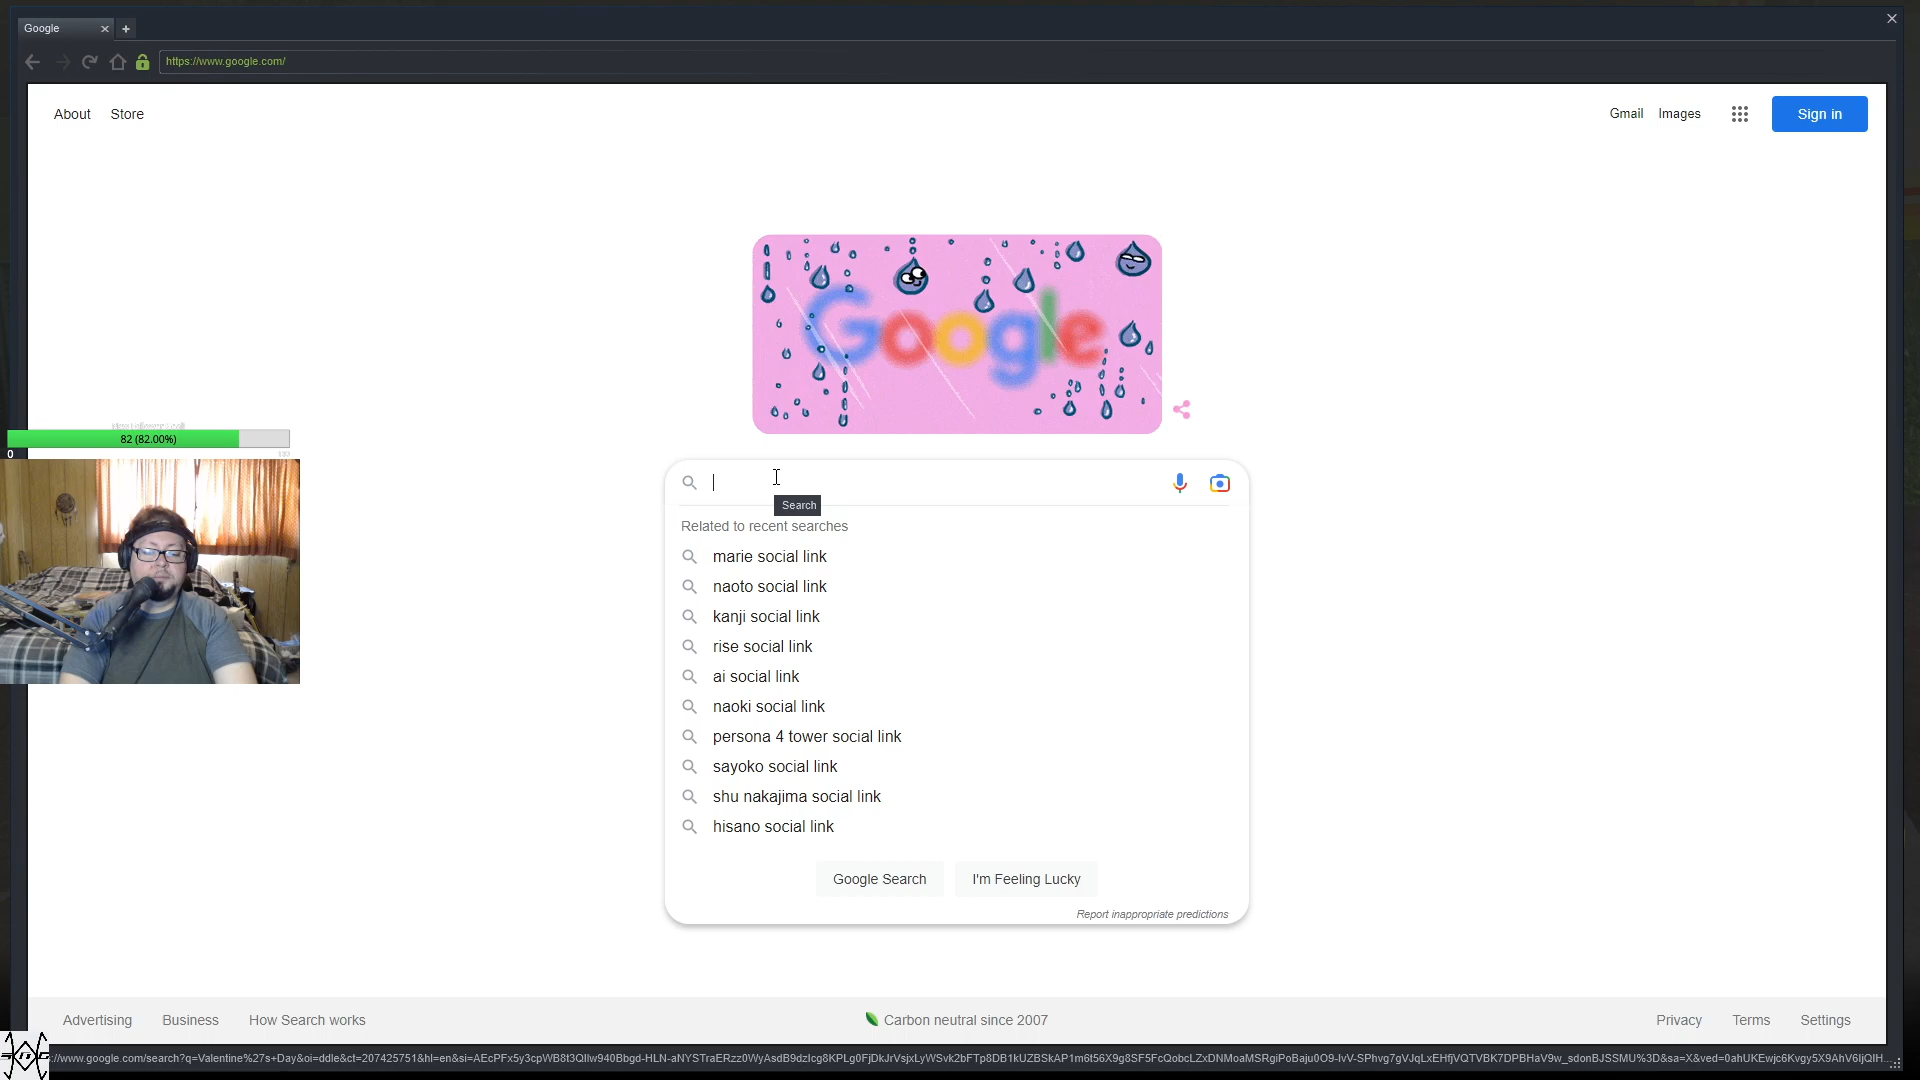 Google
https://www.google.com/
About Store
Gmail Images Sign in
Google
Search
Related to recent searches
marie social link
naoto social link
kanji social link
rise social link
ai social link
naoki social link
persona 4 tower social link
sayoko social link
shu nakajima social link
hisano social link
Google Search I'm Feeling Lucky
Report inappropriate predictions
82 (82.00%)
0
Advertising Business How Search works
Carbon neutral since 2007
Privacy Terms Settings